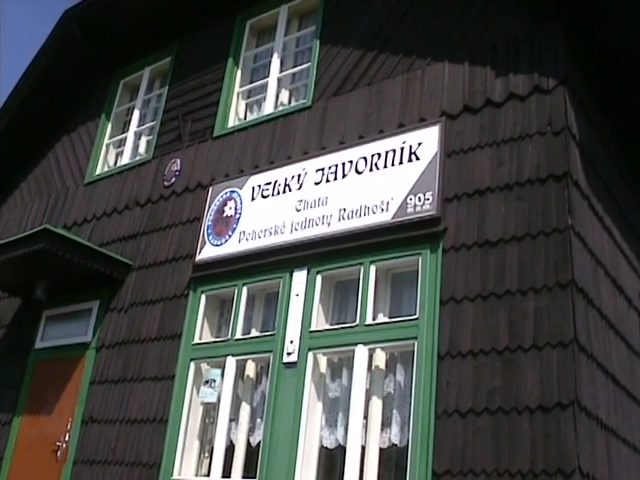 VELKÝ JAVORNÍK
Chata
Pohorské jednoty Radhošť
905
m n.m.